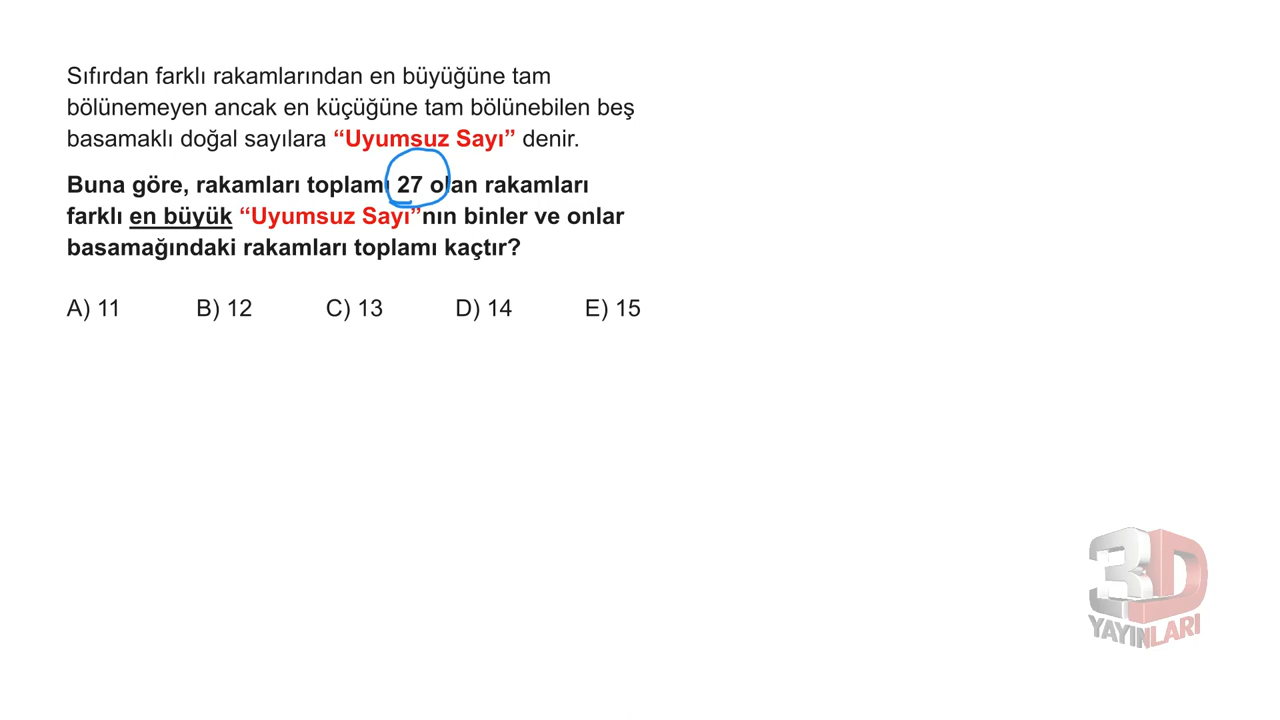 Sıfırdan farklı rakamlarından en büyüğüne tam
bölünemeyen ancak en küçüğüne tam bölünebilen beş
basamaklı doğal sayılara “Uyumsuz Sayı” denir.
Buna göre, rakamları toplamı 27 olan rakamları
farklı en büyük “Uyumsuz Sayı”nın binler ve onlar
basamağındaki rakamları toplamı kaçtır?
A) 11 B) 12 C) 13 D) 14 E) 15
3D
YAYINLARI